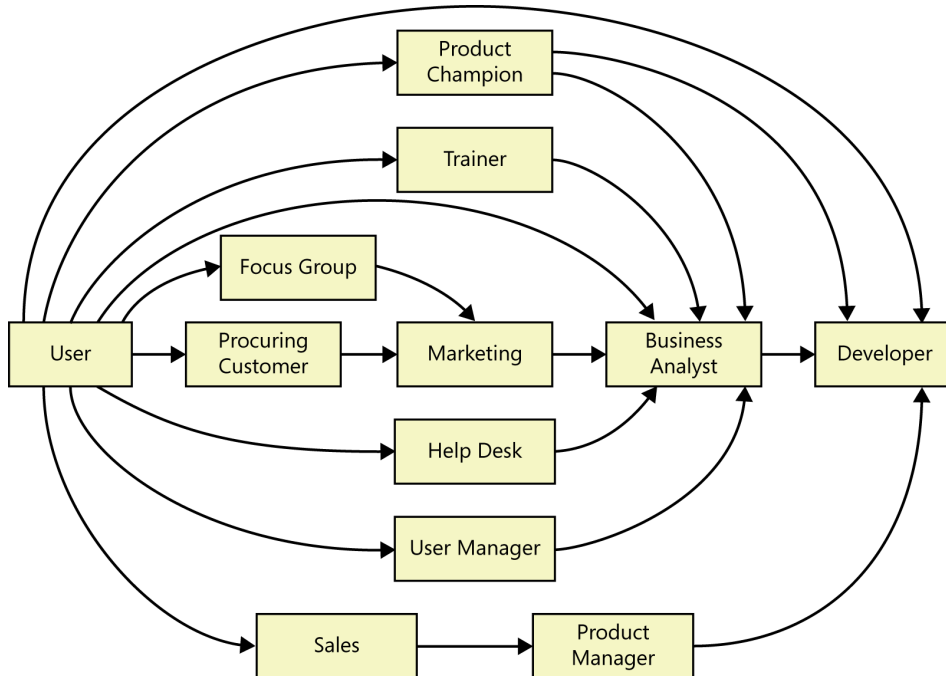 Product
Champion
Trainer
Focus Group
User
Procuring
Customer
Marketing
Business
Analyst
Developer
Help Desk
User Manager
Sales
Product
Manager